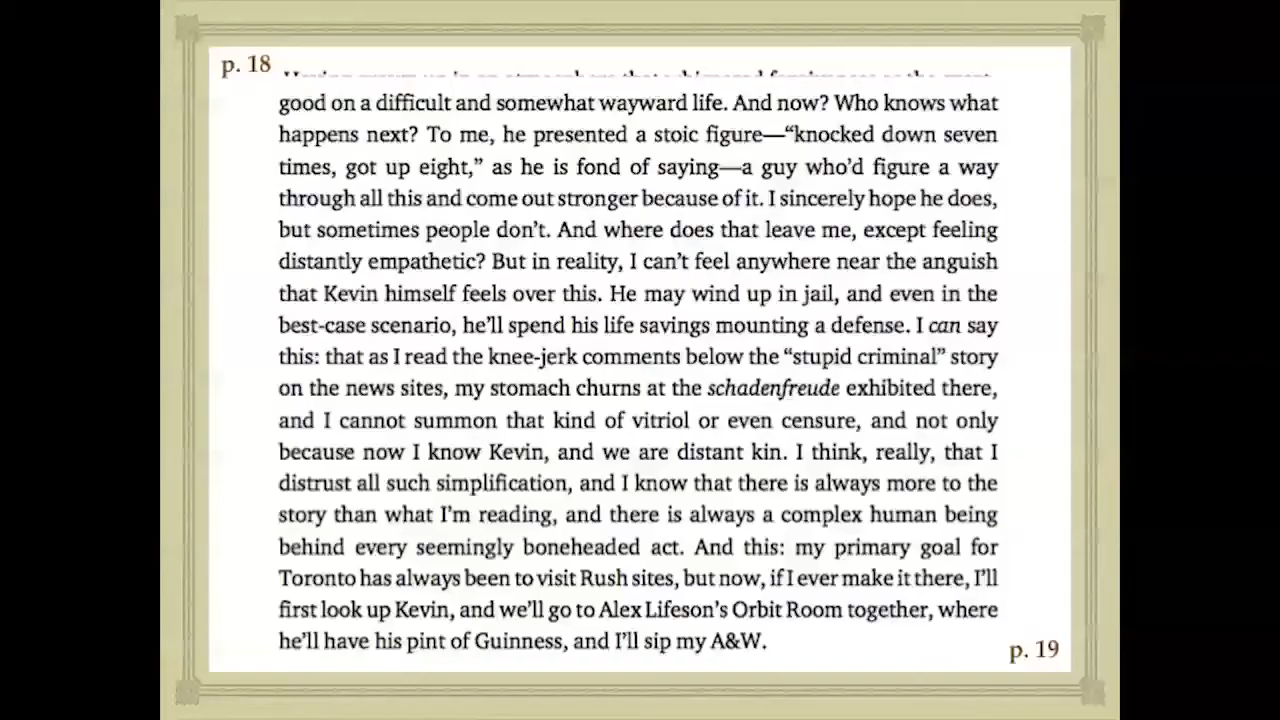 p. 18
good on a difficult and somewhat wayward life. And now? Who knows what
happens next? To me, he presented a stoic figure—“knocked down seven
times, got up eight,” as he is fond of saying—a guy who’d figure a way
through all this and come out stronger because of it. I sincerely hope he does,
but sometimes people don’t. And where does that leave me, except feeling
distantly empathetic? But in reality, I can’t feel anywhere near the anguish
that Kevin himself feels over this. He may wind up in jail, and even in the
best-case scenario, he’ll spend his life savings mounting a defense. I can say
this: that as I read the knee-jerk comments below the “stupid criminal” story
on the news sites, my stomach churns at the schadenfreude exhibited there,
and I cannot summon that kind of vitriol or even censure, and not only
because now I know Kevin, and we are distant kin. I think, really, that I
distrust all such simplification, and I know that there is always more to the
story than what I’m reading, and there is always a complex human being
behind every seemingly boneheaded act. And this: my primary goal for
Toronto has always been to visit Rush sites, but now, if I ever make it there, I’ll
first look up Kevin, and we’ll go to Alex Lifeson’s Orbit Room together, where
he’ll have his pint of Guinness, and I’ll sip my A&W.
p. 19